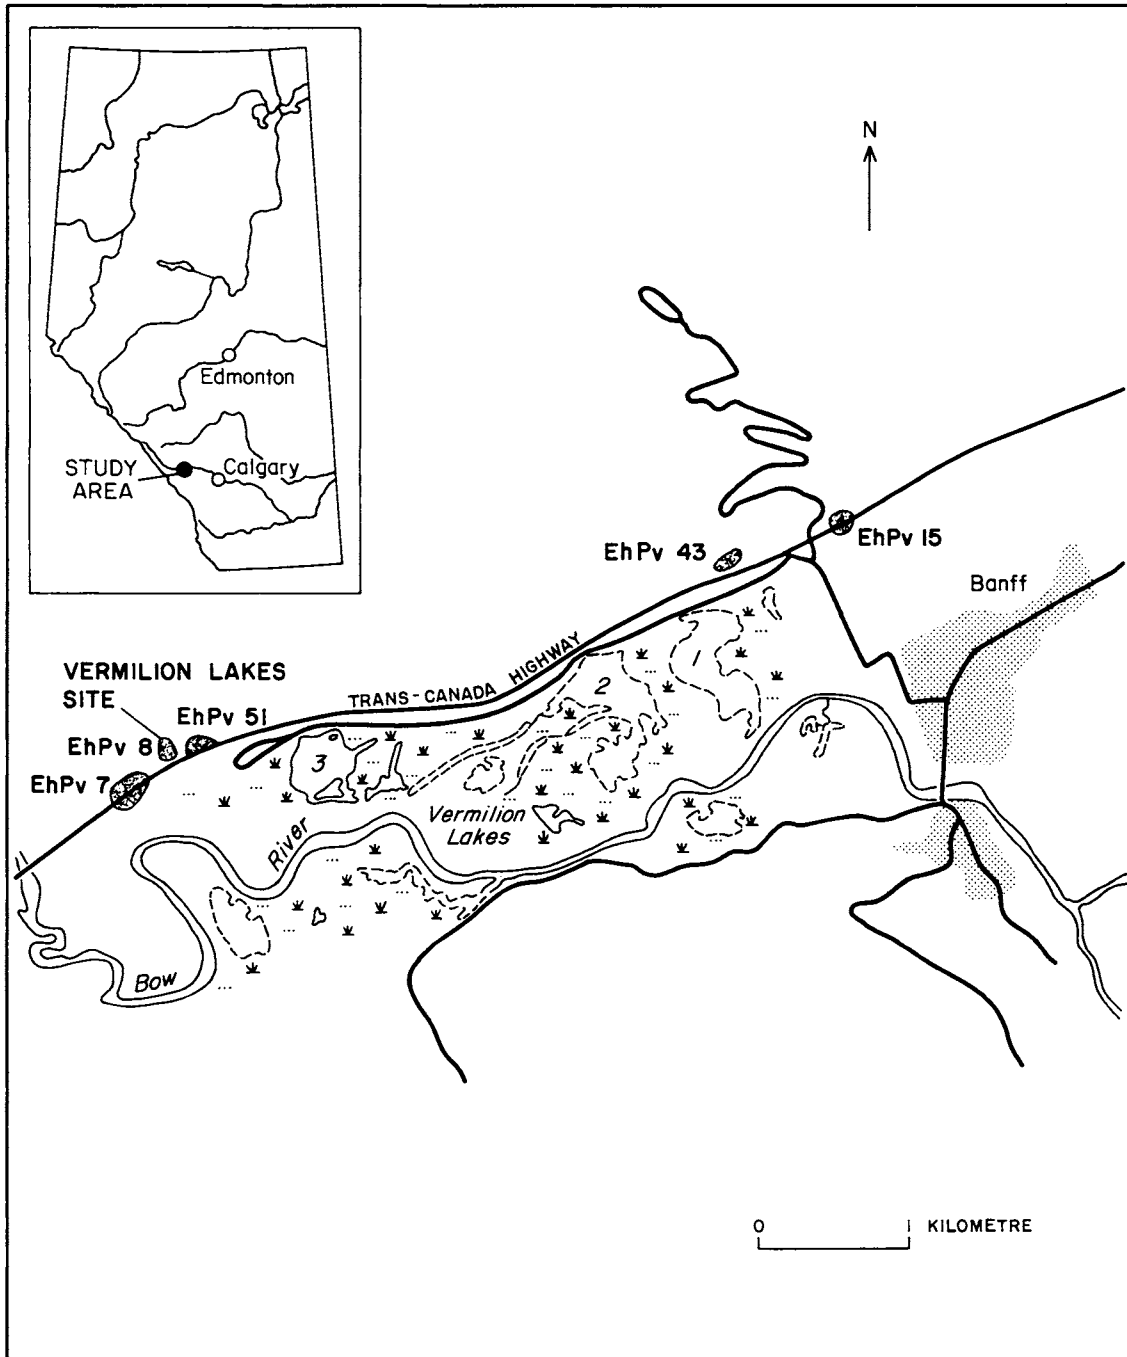 Edmonton
STUDY
AREA
Calgary
N
EhPv 43
EhPv 15
Banff
VERMILION LAKES
SITE
EhPv 51
EhPv 8
EhPv 7
TRANS-CANADA HIGHWAY
1
2
3
Vermilion
Lakes
River
Bow
0 1 KILOMETRE